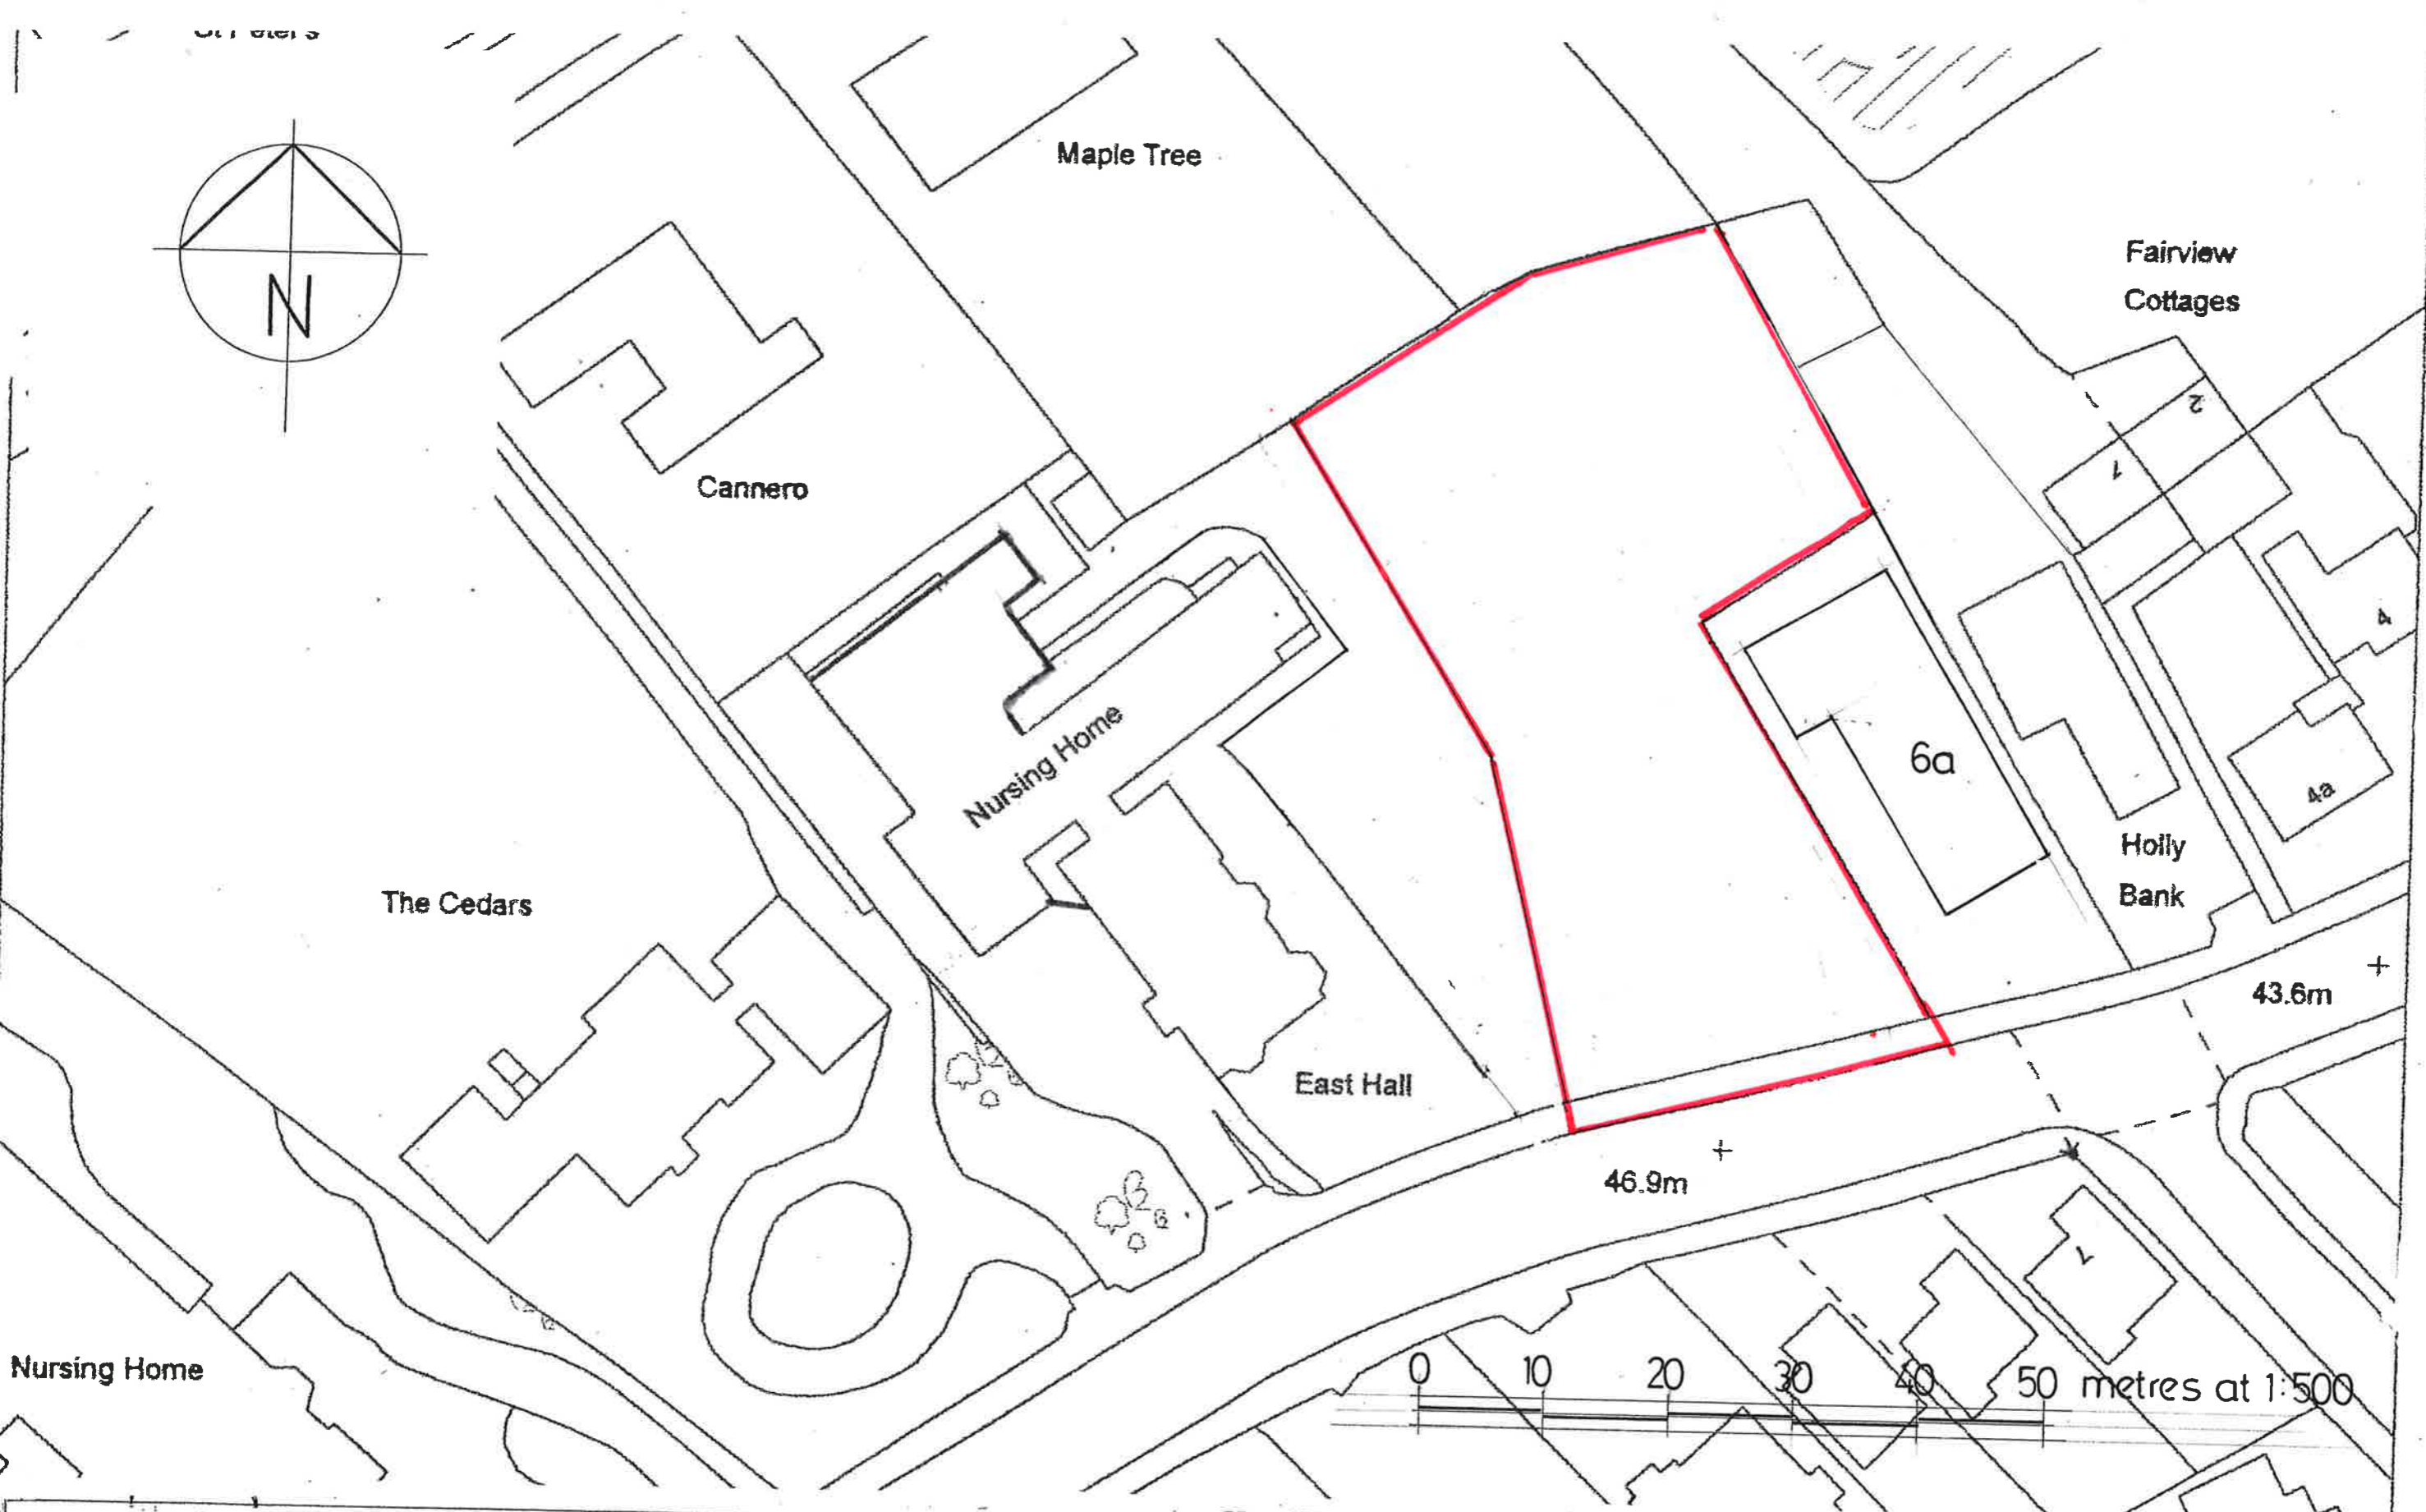 Maple Tree
Fairview
Cottages
N
2
1
Cannero
4
Nursing Home
6a
4a
Holly
Bank
The Cedars
43.6m
East Hall
46.9m
Nursing Home
0 10 20 30 40 50 metres at 1:500